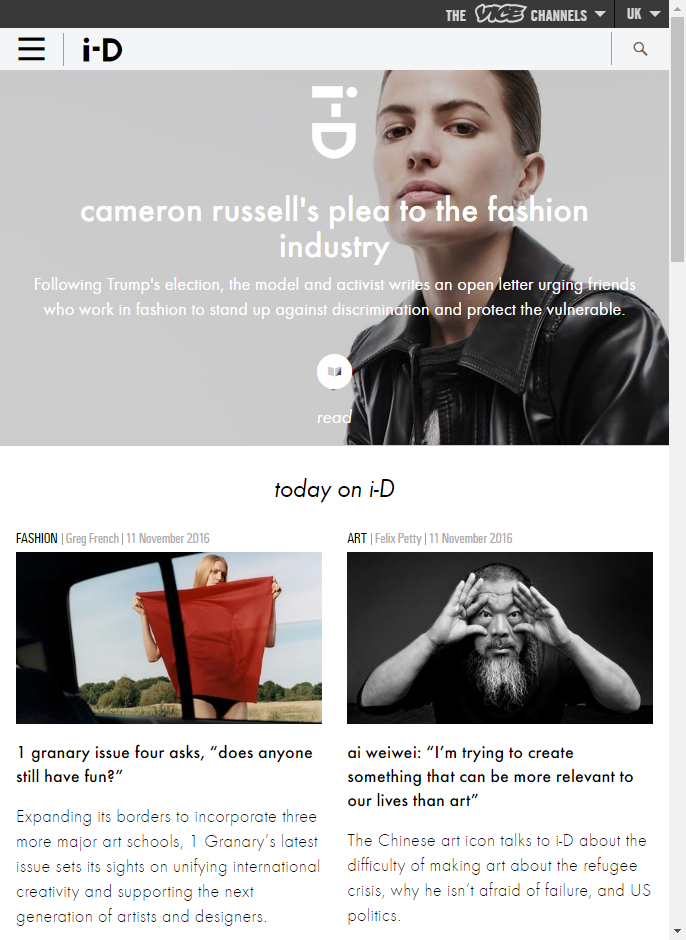 THE VICE CHANNELS UK
i-D
i-D
cameron russell's plea to the fashion
industry
Following Trump's election, the model and activist writes an open letter urging friends
who work in fashion to stand up against discrimination and protect the vulnerable.
read
today on i-D
FASHION | Greg French | 11 November 2016
1 granary issue four asks, “does anyone
still have fun?”
Expanding its borders to incorporate three
more major art schools, 1 Granary’s latest
issue sets its sights on unifying international
creativity and supporting the next
generation of artists and designers.
ART | Felix Petty | 11 November 2016
ai weiwei: “I’m trying to create
something that can be more relevant to
our lives than art”
The Chinese art icon talks to i-D about the
difficulty of making art about the refugee
crisis, why he isn’t afraid of failure, and US
politics.